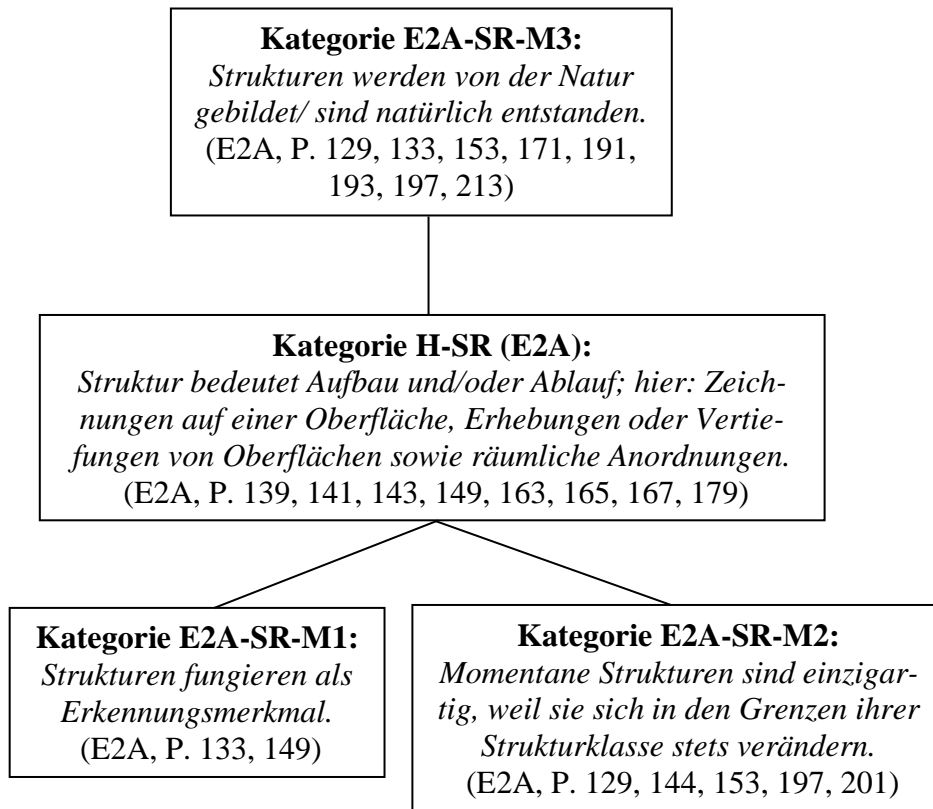 Kategorie E2A-SR-M3:
Strukturen werden von der Natur
gebildet/ sind natürlich entstanden.
(E2A, P. 129, 133, 153, 171, 191,
193, 197, 213)
Kategorie H-SR (E2A):
Struktur bedeutet Aufbau und/oder Ablauf; hier: Zeich-
nungen auf einer Oberfläche, Erhebungen oder Vertie-
fungen von Oberflächen sowie räumliche Anordnungen.
(E2A, P. 139, 141, 143, 149, 163, 165, 167, 179)
Kategorie E2A-SR-M1:
Strukturen fungieren als
Erkennungsmerkmal.
(E2A, P. 133, 149)
Kategorie E2A-SR-M2:
Momentane Strukturen sind einzigar-
tig, weil sie sich in den Grenzen ihrer
Strukturklasse stets verändern.
(E2A, P. 129, 144, 153, 197, 201)